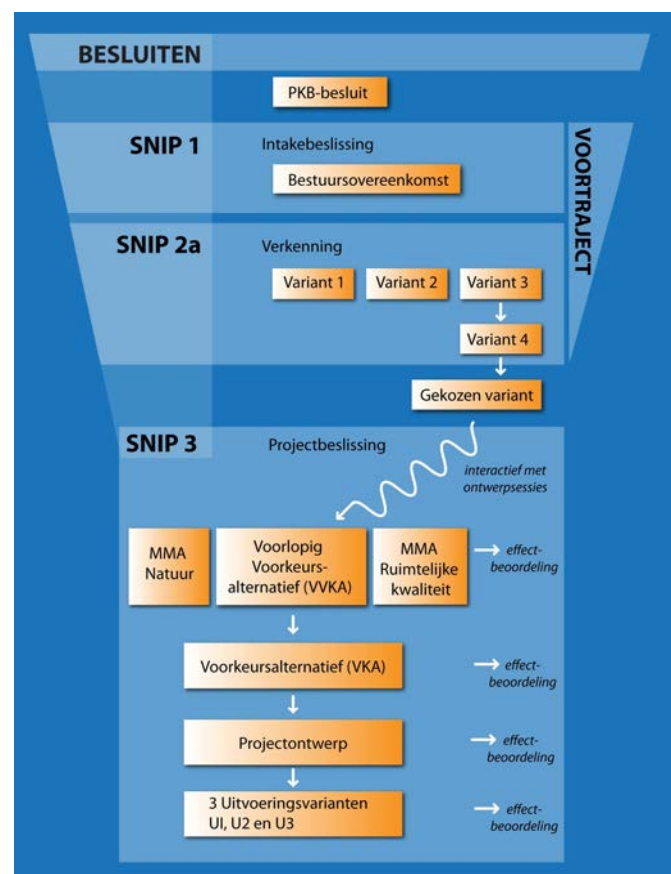 BESLUITEN
PKB-besluit
SNIP 1
Intakebeslissing
Bestuursovereenkomst
VOORTRAJECT
SNIP 2a
Verkenning
Variant 1
Variant 2
Variant 3
Variant 4
Gekozen variant
SNIP 3
Projectbeslissing
interactief met
ontwerpsessies
MMA
Natuur
Voorlopig
Voorkeurs-
alternatief (VVKA)
MMA
Ruimtelijke
kwaliteit
effect-
beoordeling
Voorkeursalternatief (VKA)
effect-
beoordeling
Projectontwerp
effect-
beoordeling
3 Uitvoeringsvarianten
UI, U2 en U3
effect-
beoordeling